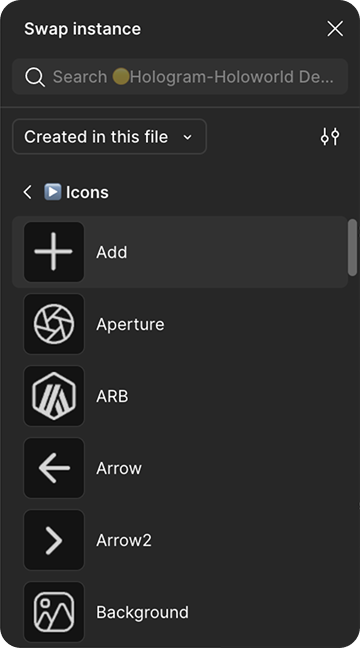 Swap instance
Search 🟡Hologram-Holoworld De...
Created in this file
Icons
Add
Aperture
ARB
Arrow
Arrow2
Background